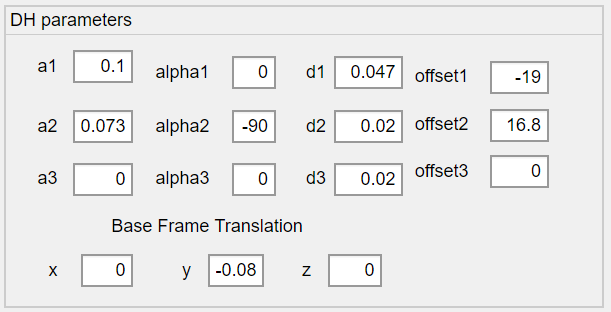 DH parameters
a1 0.1 alpha1 0 d1 0.047 offset1 -19
a2 0.073 alpha2 -90 d2 0.02 offset2 16.8
a3 0 alpha3 0 d3 0.02 offset3 0
Base Frame Translation
x 0 y -0.08 z 0